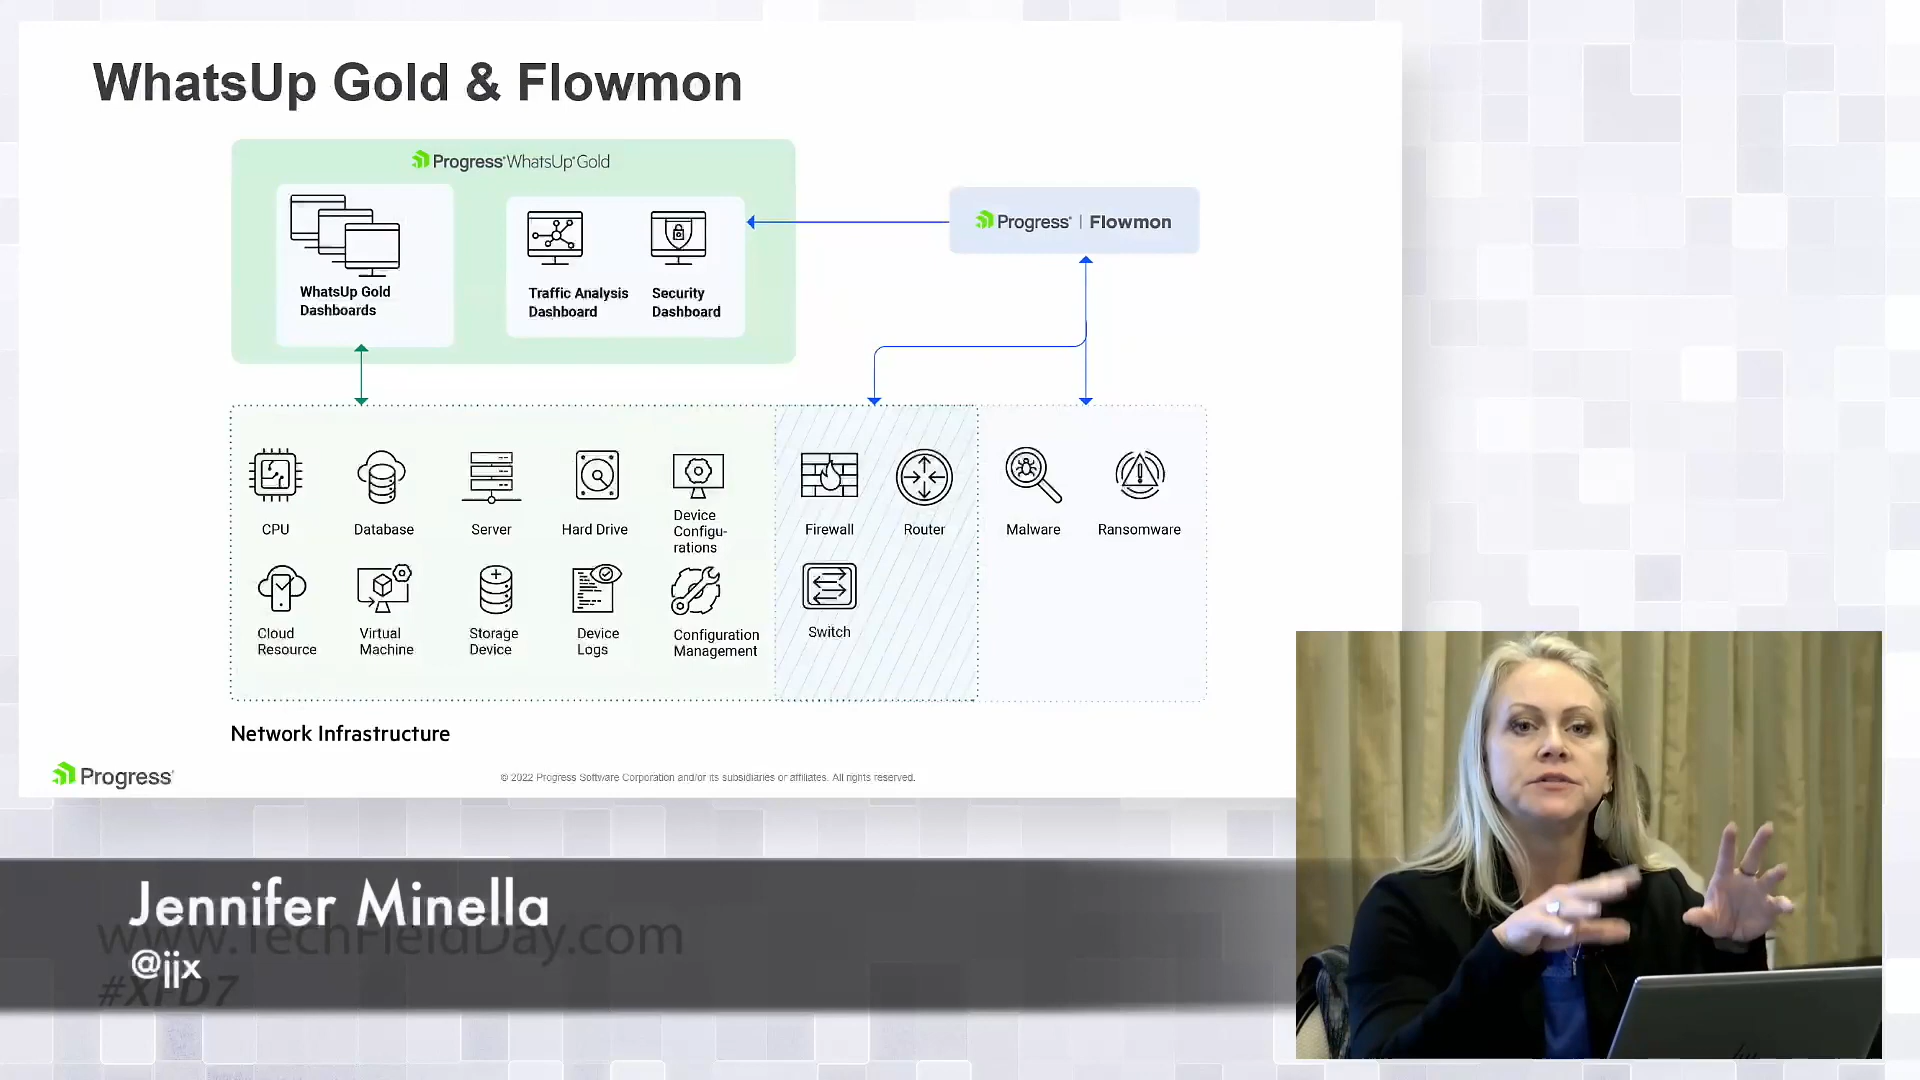 WhatsUp Gold & Flowmon
Progress® WhatsUp® Gold
WhatsUp Gold
Dashboards
Traffic Analysis
Dashboard
Security
Dashboard
Progress® | Flowmon
CPU
Database
Server
Hard Drive
Device
Configu-
rations
Firewall
Router
Malware
Ransomware
Cloud
Resource
Virtual
Machine
Storage
Device
Device
Logs
Configuration
Management
Switch
Network Infrastructure
Progress®
© 2022 Progress Software Corporation and/or its subsidiaries or affiliates. All rights reserved.
Jennifer Minella
www.TechFieldDay.com
@jjx
#XFD7
hp